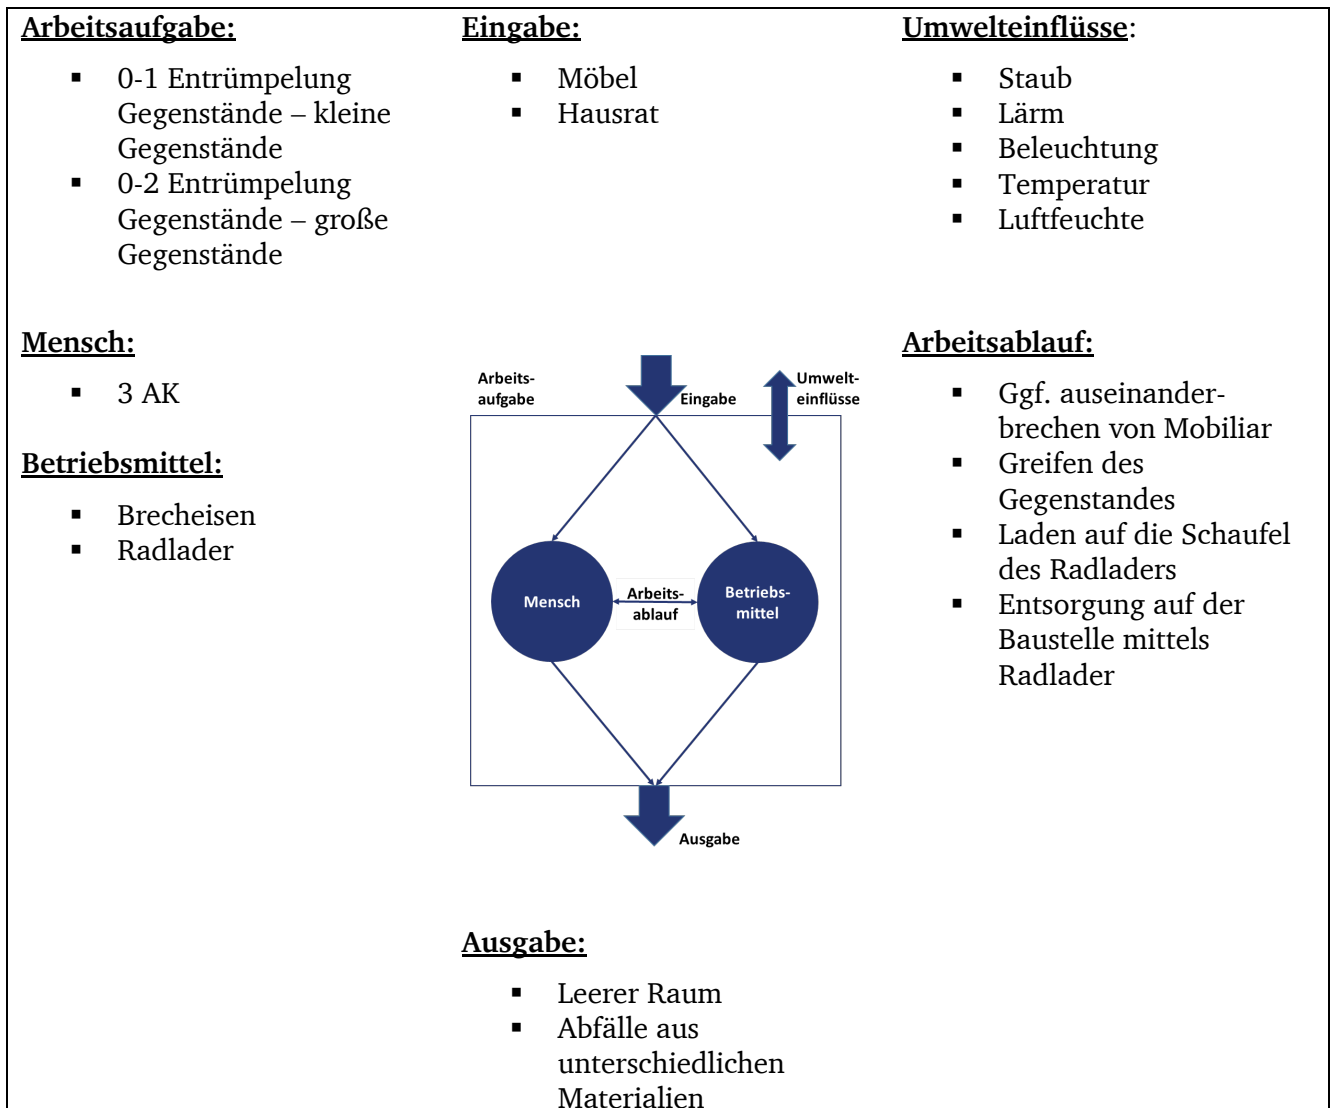 Arbeitsaufgabe:
▪ 0-1 Entrümpelung
Gegenstände – kleine
Gegenstände
▪ 0-2 Entrümpelung
Gegenstände – große
Gegenstände
Eingabe:
▪ Möbel
▪ Hausrat
Umwelteinflüsse:
▪ Staub
▪ Lärm
▪ Beleuchtung
▪ Temperatur
▪ Luftfeuchte
Mensch:
▪ 3 AK
Betriebsmittel:
▪ Brecheisen
▪ Radlader
Arbeits-
aufgabe
Eingabe
Umwelt-
einflüsse
Mensch
Arbeits-
ablauf
Betriebs-
mittel
Ausgabe
Arbeitsablauf:
▪ Ggf. auseinander-
brechen von Mobiliar
▪ Greifen des
Gegenstandes
▪ Laden auf die Schaufel
des Radladers
▪ Entsorgung auf der
Baustelle mittels
Radlader
Ausgabe:
▪ Leerer Raum
▪ Abfälle aus
unterschiedlichen
Materialien